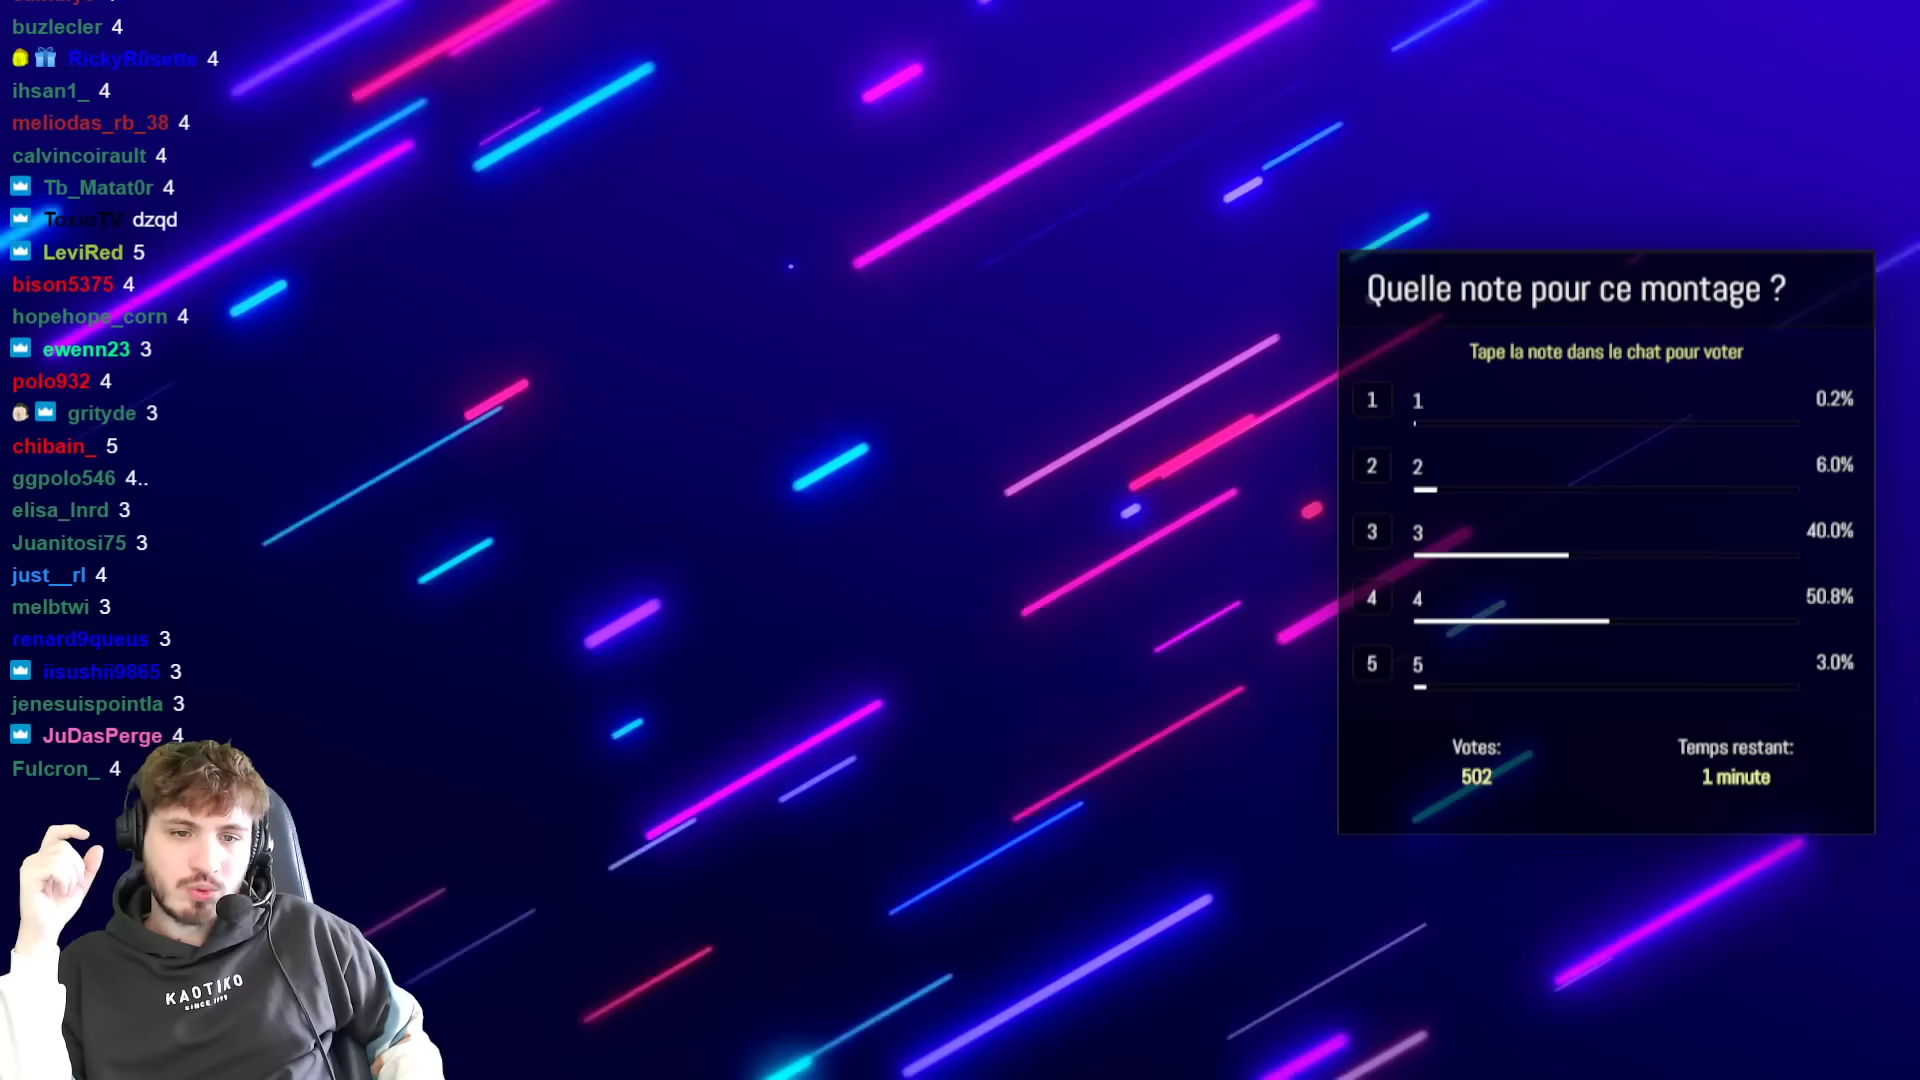 buzlecler 4
RickyR0sette 4
ihsan1_ 4
meliodas_rb_38 4
calvincoirault 4
Tb_Matat0r 4
ToxioTV dzqd
LeviRed 5
bison5375 4
hopehope_corn 4
ewenn23 3
polo932 4
grityde 3
chibain_ 5
ggpolo546 4..
elisa_lnrd 3
Juanitosi75 3
just__rl 4
melbtwi 3
renard9queus 3
iisushii9865 3
jenesuispointla 3
JuDasPerge 4
Fulcron_ 4
KAOTIKO
SINCE 1999
Quelle note pour ce montage ?
Tape la note dans le chat pour voter
1 1 0.2%
2 2 6.0%
3 3 40.0%
4 4 50.8%
5 5 3.0%
Votes: Temps restant:
502 1 minute